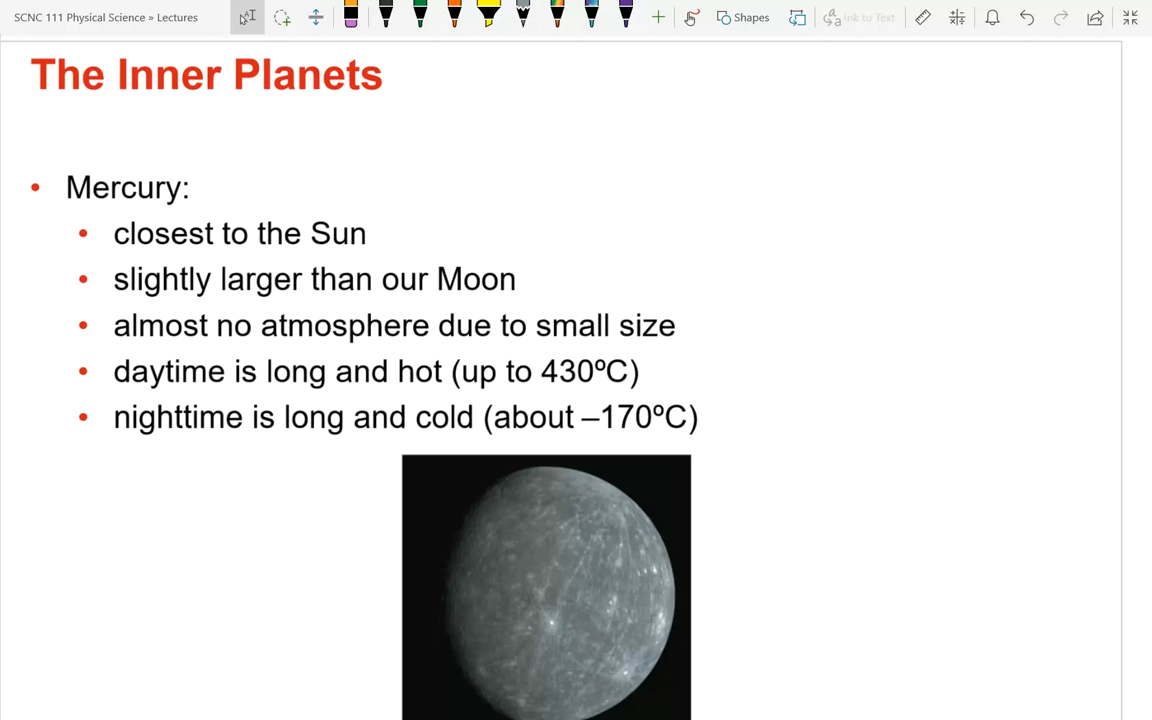 SCNC 111 Physical Science » Lectures
Shapes
Link to Text
The Inner Planets
• Mercury:
• closest to the Sun
• slightly larger than our Moon
• almost no atmosphere due to small size
• daytime is long and hot (up to 430ºC)
• nighttime is long and cold (about –170ºC)